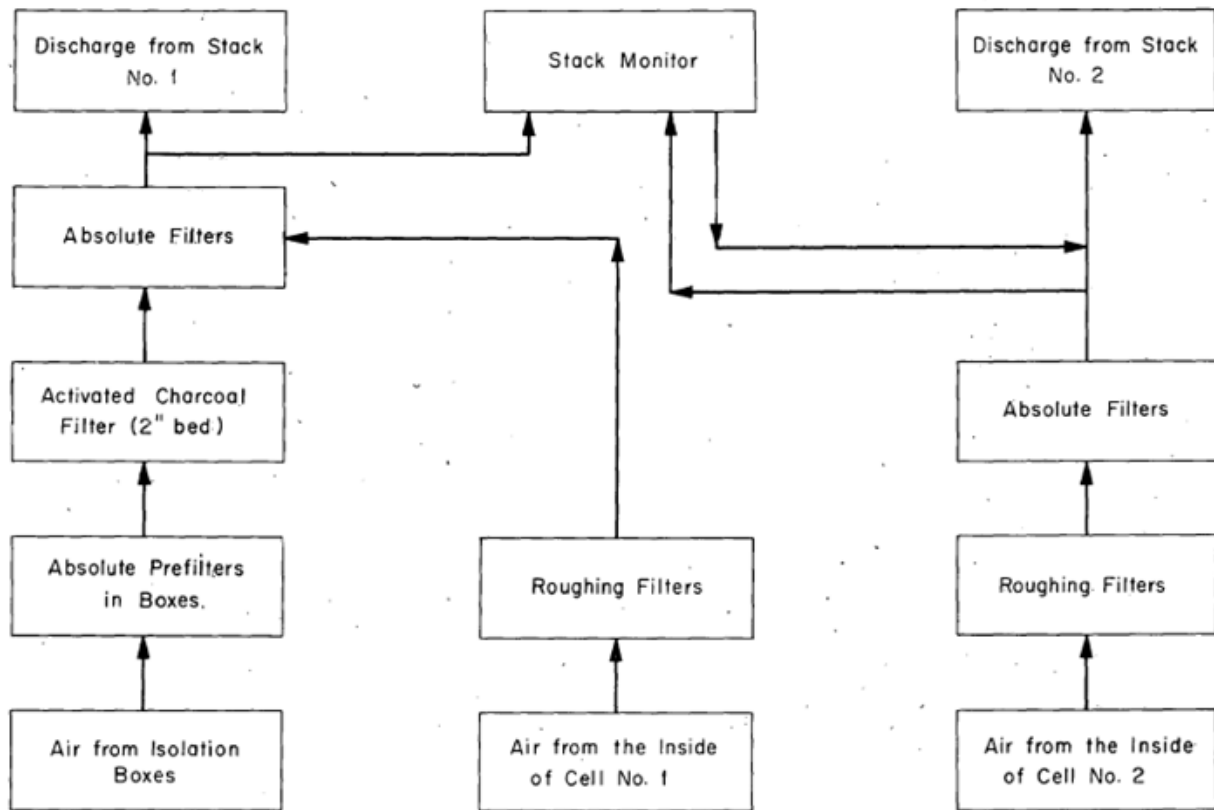 Discharge from Stack
No. 1
Stack Monitor
Discharge from Stack
No. 2
Absolute Filters
Activated Charcoal
Filter (2" bed)
Absolute Filters
Absolute Prefilters
in Boxes.
Roughing Filters
Roughing Filters
Air from Isolation
Boxes
Air from the Inside
of Cell No. 1
Air from the Inside
of Cell No. 2